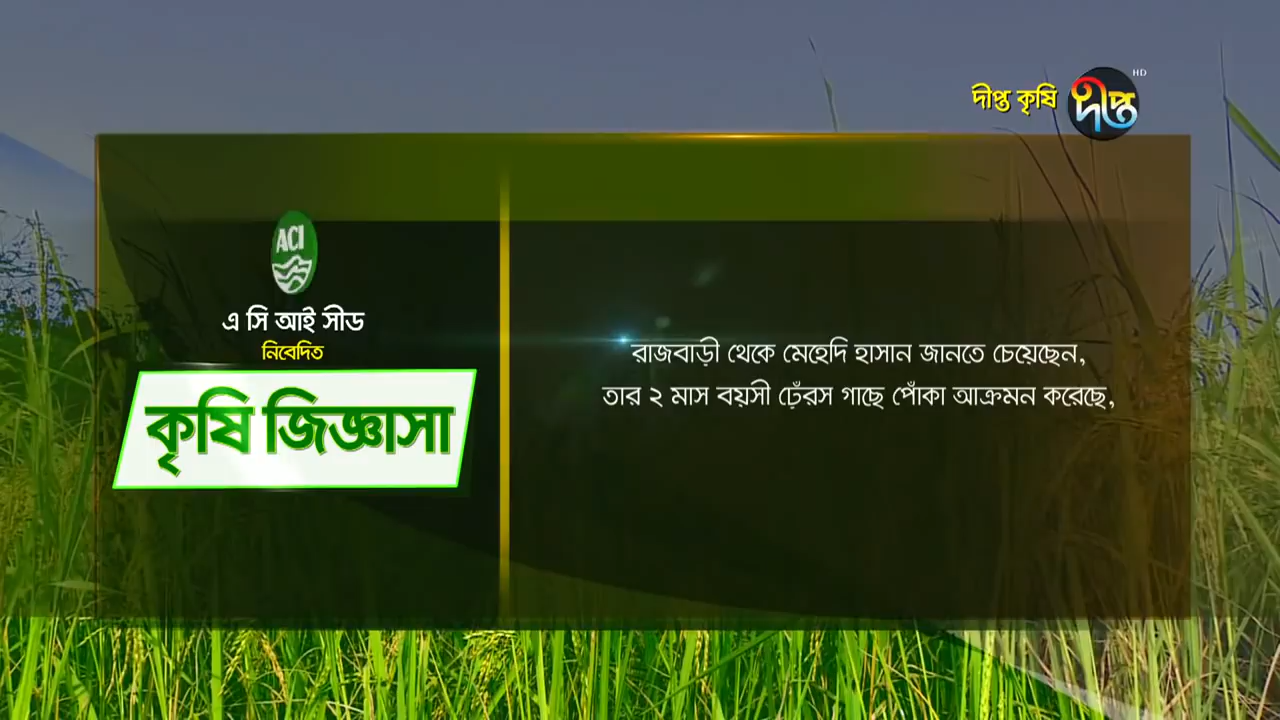 দীপ্ত কৃষি
দীপ্ত
HD
ACI
এ সি আই সীড
নিবেদিত
কৃষি জিজ্ঞাসা
রাজবাড়ী থেকে মেহেদি হাসান জানতে চেয়েছেন,
তার ২ মাস বয়সী ঢেঁরস গাছে পোঁকা আক্রমন করেছে,